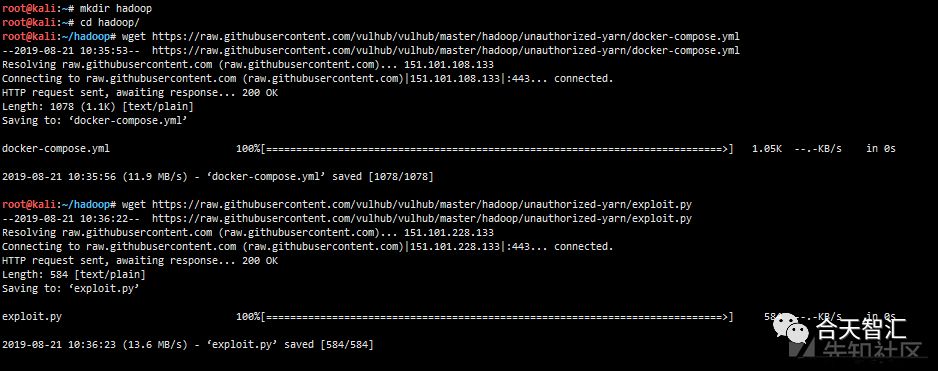 root@kali:~# mkdir hadoop
root@kali:~# cd hadoop/
root@kali:~/hadoop# wget https://raw.githubusercontent.com/vulhub/vulhub/master/hadoop/unauthorized-yarn/docker-compose.yml
--2019-08-21 10:35:53--  https://raw.githubusercontent.com/vulhub/vulhub/master/hadoop/unauthorized-yarn/docker-compose.yml
Resolving raw.githubusercontent.com (raw.githubusercontent.com)... 151.101.108.133
Connecting to raw.githubusercontent.com (raw.githubusercontent.com)|151.101.108.133|:443... connected.
HTTP request sent, awaiting response... 200 OK
Length: 1078 (1.1K) [text/plain]
Saving to: ‘docker-compose.yml’
docker-compose.yml 100%[============================================================================>] 1.05K --.-KB/s in 0s
2019-08-21 10:35:56 (11.9 MB/s) - ‘docker-compose.yml’ saved [1078/1078]
root@kali:~/hadoop# wget https://raw.githubusercontent.com/vulhub/vulhub/master/hadoop/unauthorized-yarn/exploit.py
--2019-08-21 10:36:22--  https://raw.githubusercontent.com/vulhub/vulhub/master/hadoop/unauthorized-yarn/exploit.py
Resolving raw.githubusercontent.com (raw.githubusercontent.com)... 151.101.228.133
Connecting to raw.githubusercontent.com (raw.githubusercontent.com)|151.101.228.133|:443... connected.
HTTP request sent, awaiting response... 200 OK
Length: 584 [text/plain]
Saving to: ‘exploit.py’
exploit.py 100%[============================================================================>] --.-KB/s in 0s
2019-08-21 10:36:23 (13.6 MB/s) - ‘exploit.py’ saved [584/584]
合天智汇
先知社区